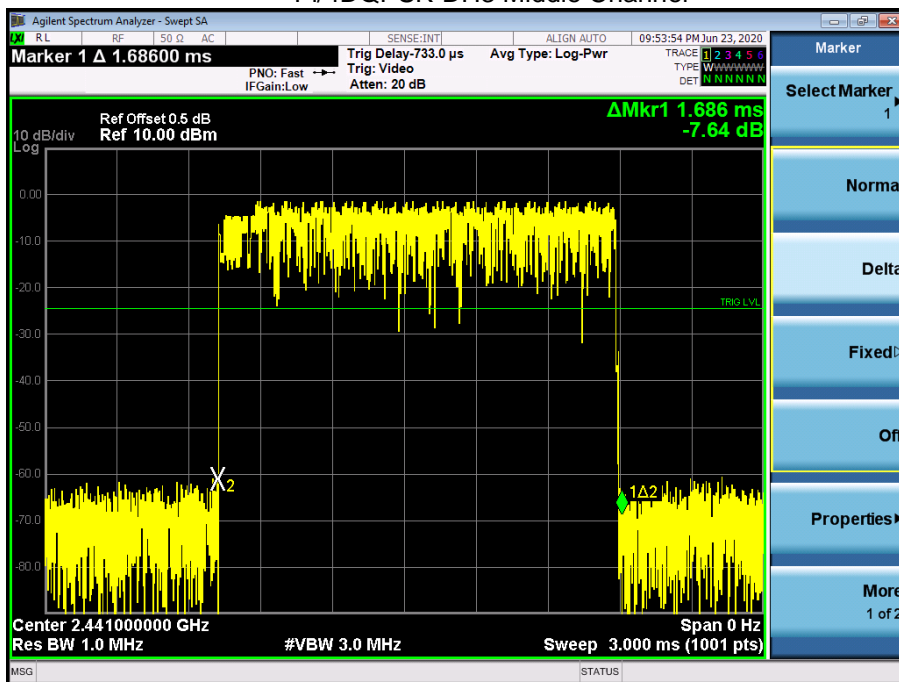 Agilent Spectrum Analyzer - Swept SA
LXI RL RF 50 Ω AC SENSE:INT ALIGN AUTO 09:53:54 PM Jun 23, 2020
Marker 1 Δ 1.68600 ms
PNO: Fast
IFGain:Low
Trig Delay-733.0 µs
Trig: Video
Atten: 20 dB
Avg Type: Log-Pwr
TRACE 1 2 3 4 5 6
TYPE WWWWWW
DET N N N N N N
ΔMkr1 1.686 ms
-7.64 dB
Ref Offset 0.5 dB
10 dB/div Ref 10.00 dBm
Log
0.00
-10.0
-20.0
TRIG LVL
-30.0
-40.0
-50.0
-60.0
2
1Δ2
-70.0
-80.0
Center 2.441000000 GHz Span 0 Hz
Res BW 1.0 MHz #VBW 3.0 MHz Sweep 3.000 ms (1001 pts)
MSG STATUS
Marker
Select Marker
1
Norma
Delta
Fixed
Of
Properties
More
1 of 2